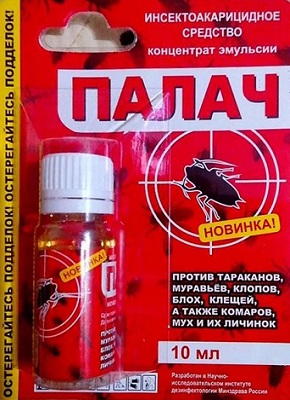 ОСТЕРЕГАЙТЕСЬ ПОДДЕЛОК! ОСТЕРЕГАЙТЕСЬ ПОДДЕЛОК!
ИНСЕКТОАКАРИЦИДНОЕ
СРЕДСТВО
концентрат эмульсии
ПАЛАЧ
НОВИНКА!
ПРОТИВ ТАРАКАНОВ,
МУРАВЬЁВ, КЛОПОВ,
БЛОХ, КЛЕЩЕЙ,
А ТАКЖЕ КОМАРОВ,
МУХ И ИХ ЛИЧИНОК
10 мл
Разработан в Научно-
исследовательском институте
дезинфектологии Минздрава России
НОВИНКА!